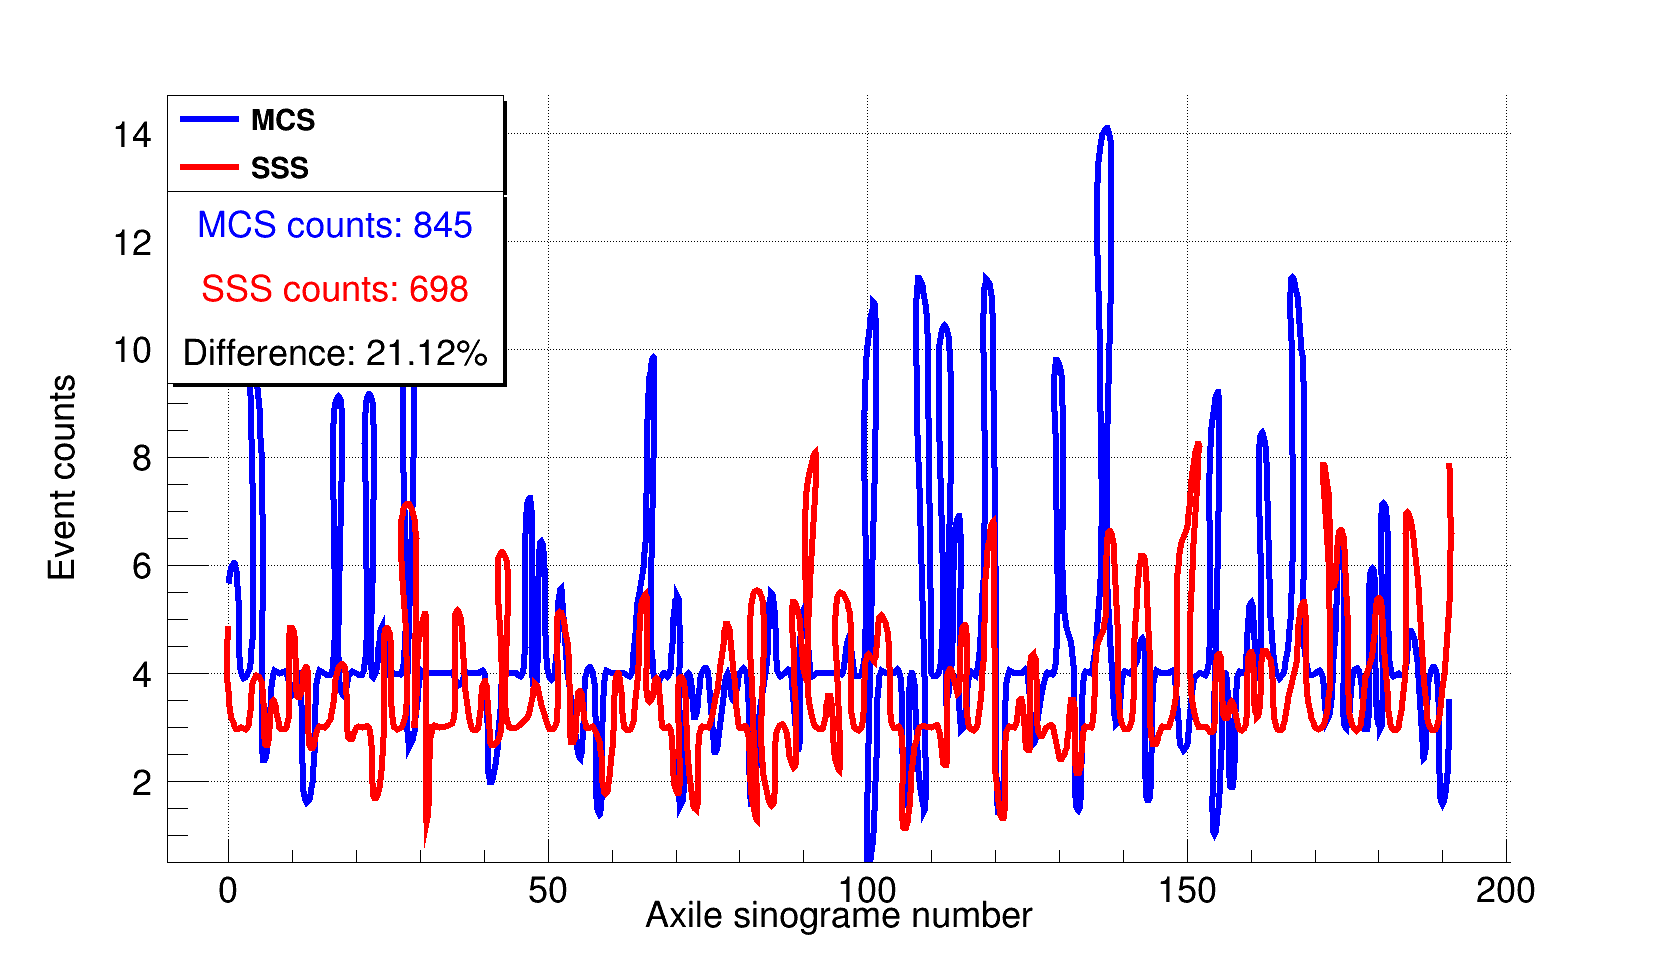 MCS
SSS
MCS counts: 845
SSS counts: 698
Difference: 21.12%
Event counts
14
12
10
8
6
4
2
0 50 100 150 200
Axile sinograme number